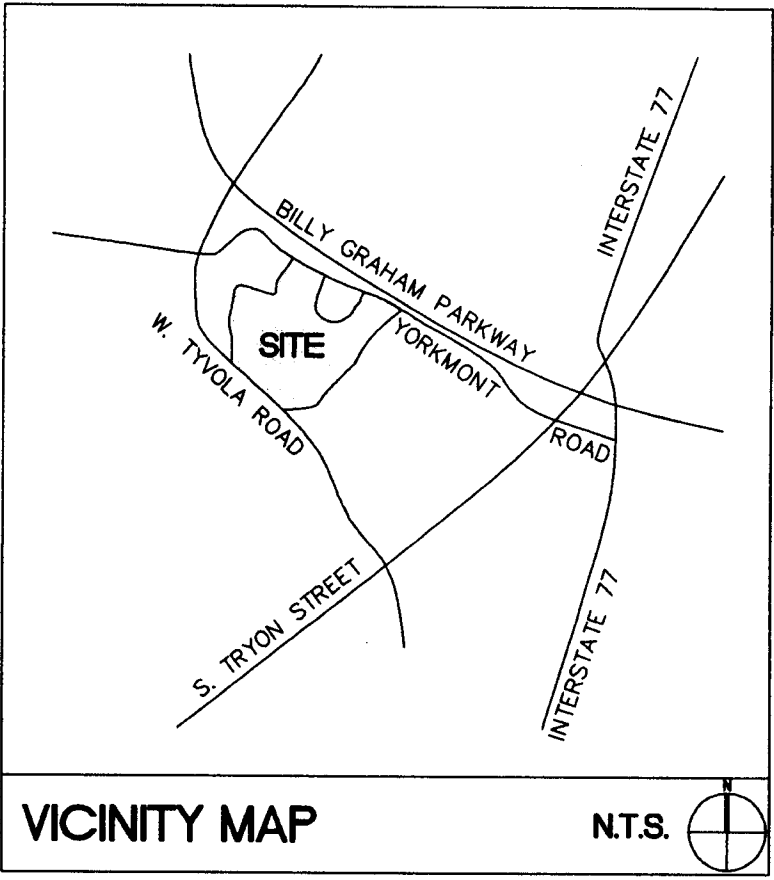 INTERSTATE 77
BILLY GRAHAM PARKWAY
W. TYVOLA ROAD
SITE
YORKMONT
ROAD
S. TRYON STREET
INTERSTATE 77
VICINITY MAP
N.T.S.
N